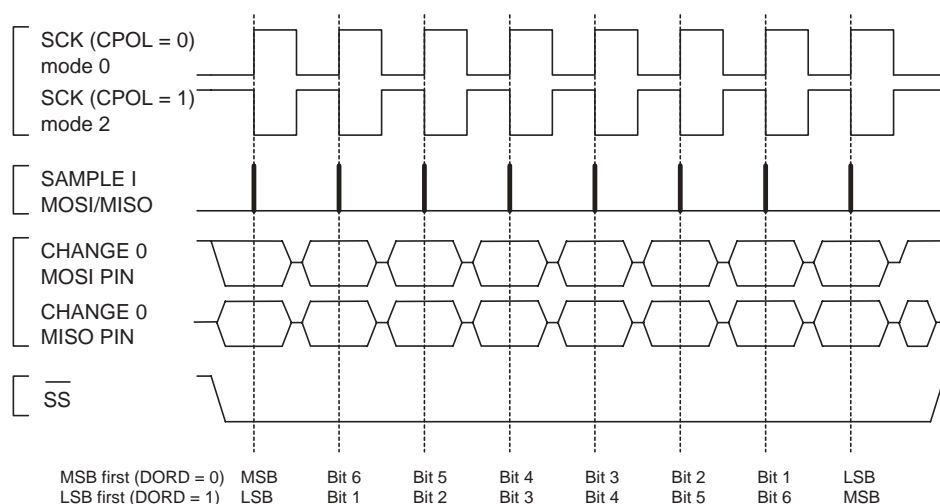 SCK (CPOL = 0)
mode 0
SCK (CPOL = 1)
mode 2
SAMPLE I
MOSI/MISO
CHANGE 0
MOSI PIN
CHANGE 0
MISO PIN
SS
MSB first (DORD = 0) MSB Bit 6 Bit 5 Bit 4 Bit 3 Bit 2 Bit 1 LSB
LSB first (DORD = 1) LSB Bit 1 Bit 2 Bit 3 Bit 4 Bit 5 Bit 6 MSB